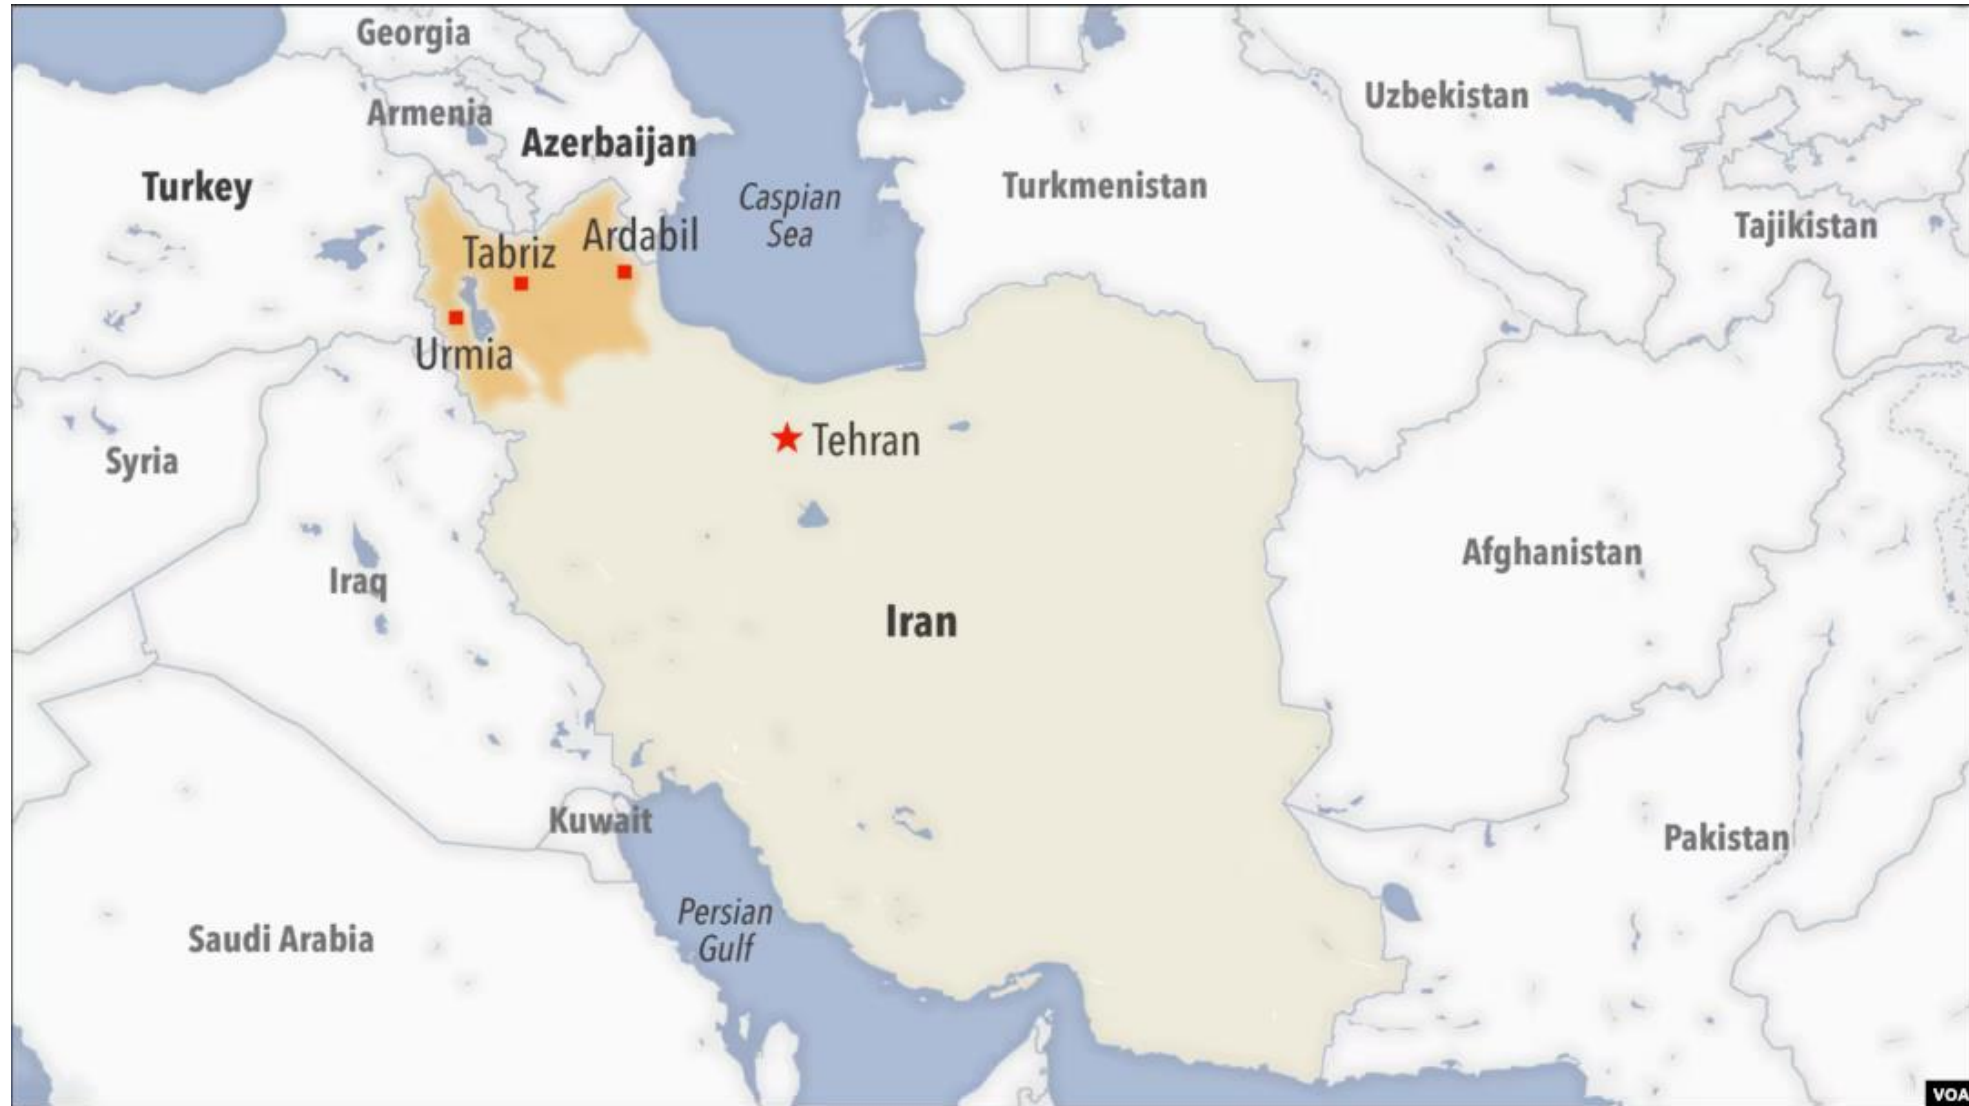 Georgia
Uzbekistan
Armenia
Azerbaijan
Turkey
Turkmenistan
Caspian
Sea
Tajikistan
Ardabil
Tabriz
Urmia
Tehran
Syria
Afghanistan
Iraq
Iran
Kuwait
Pakistan
Persian
Gulf
Saudi Arabia
VOA